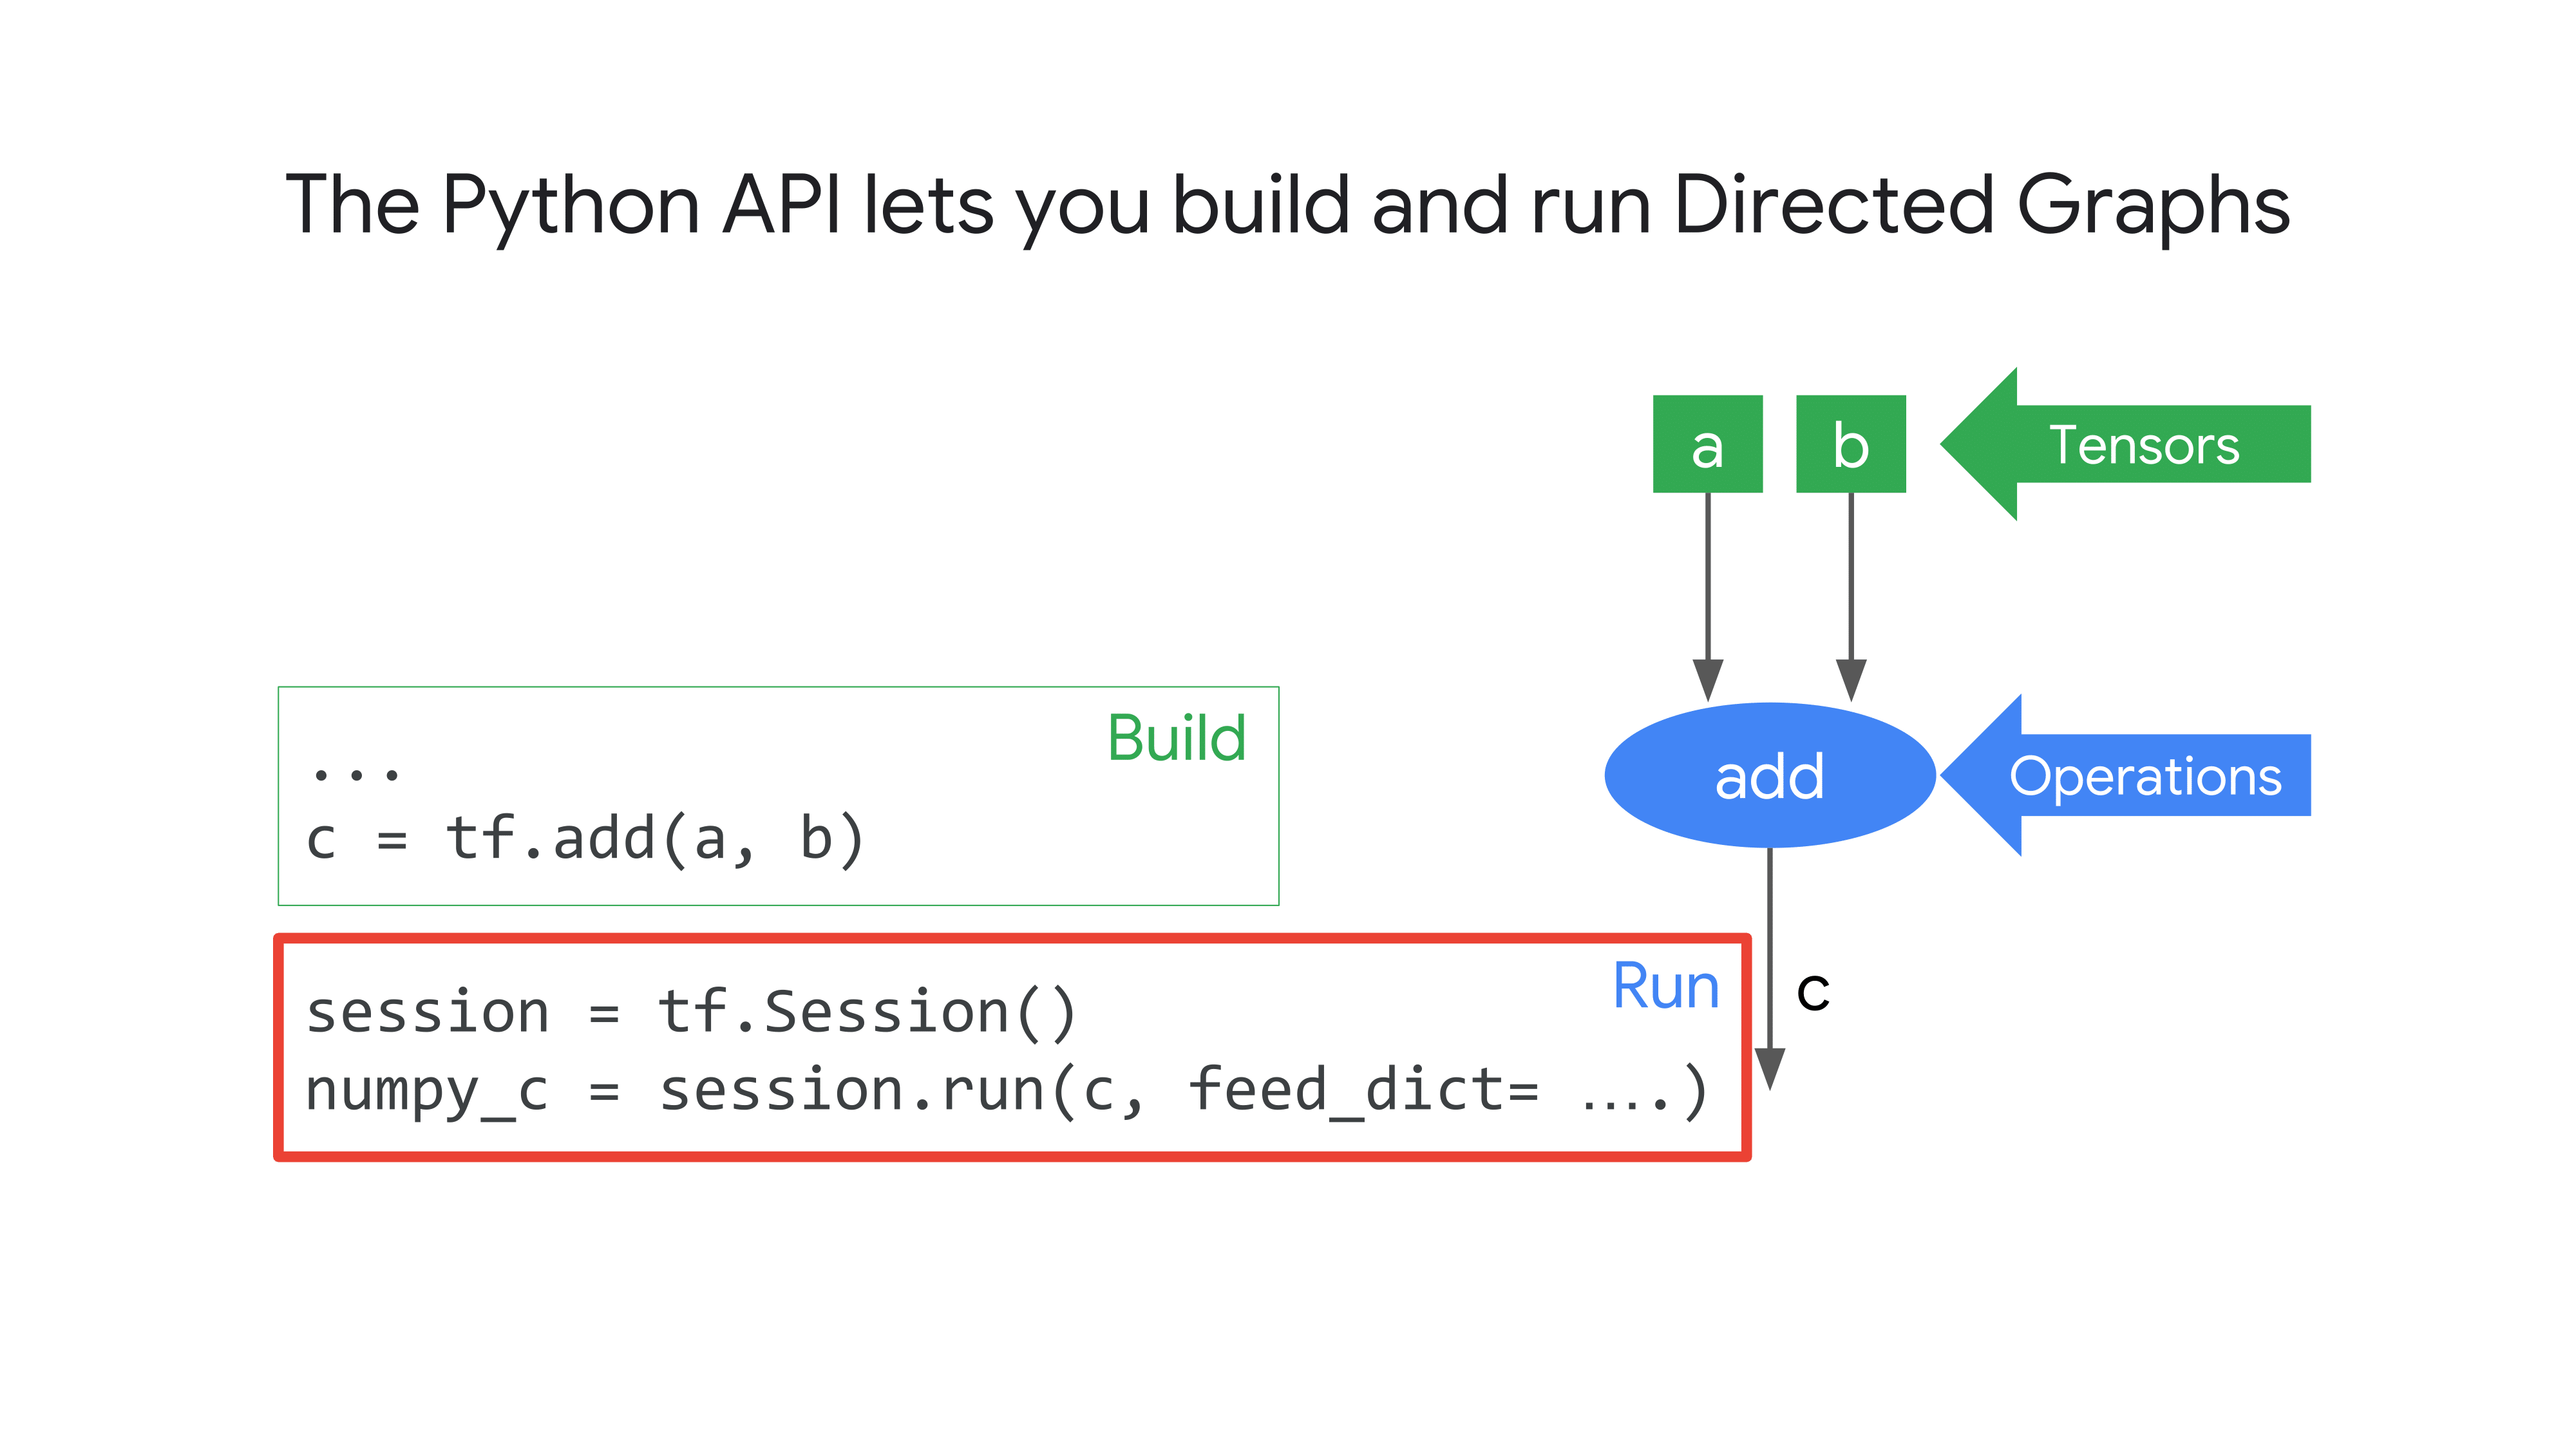 The Python API lets you build and run Directed Graphs
a b Tensors
Build
...
c = tf.add(a, b)
add Operations
Run
session = tf.Session()
numpy_c = session.run(c, feed_dict= ….)
c